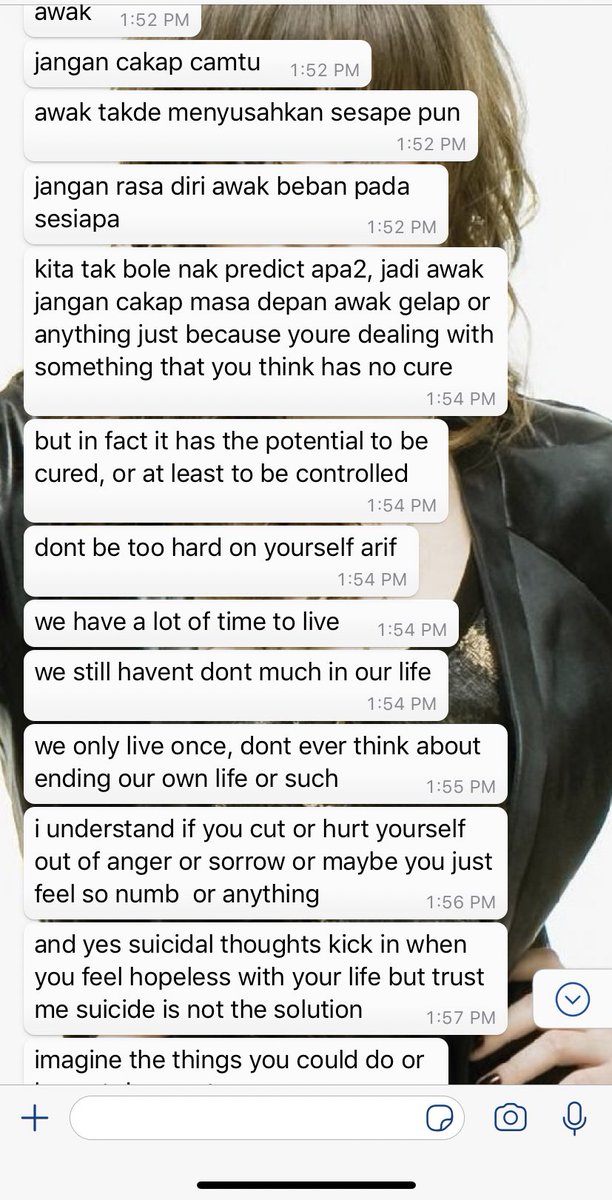 awak 1:52 PM
jangan cakap camtu 1:52 PM
awak takde menyusahkan sesape pun
1:52 PM
jangan rasa diri awak beban pada
sesiapa 1:52 PM
kita tak bole nak predict apa2, jadi awak
jangan cakap masa depan awak gelap or
anything just because youre dealing with
something that you think has no cure
1:54 PM
but in fact it has the potential to be
cured, or at least to be controlled
1:54 PM
dont be too hard on yourself arif
1:54 PM
we have a lot of time to live 1:54 PM
we still havent dont much in our life
1:54 PM
we only live once, dont ever think about
ending our own life or such 1:55 PM
i understand if you cut or hurt yourself
out of anger or sorrow or maybe you just
feel so numb  or anything 1:56 PM
and yes suicidal thoughts kick in when
you feel hopeless with your life but trust
me suicide is not the solution 1:57 PM
imagine the things you could do or